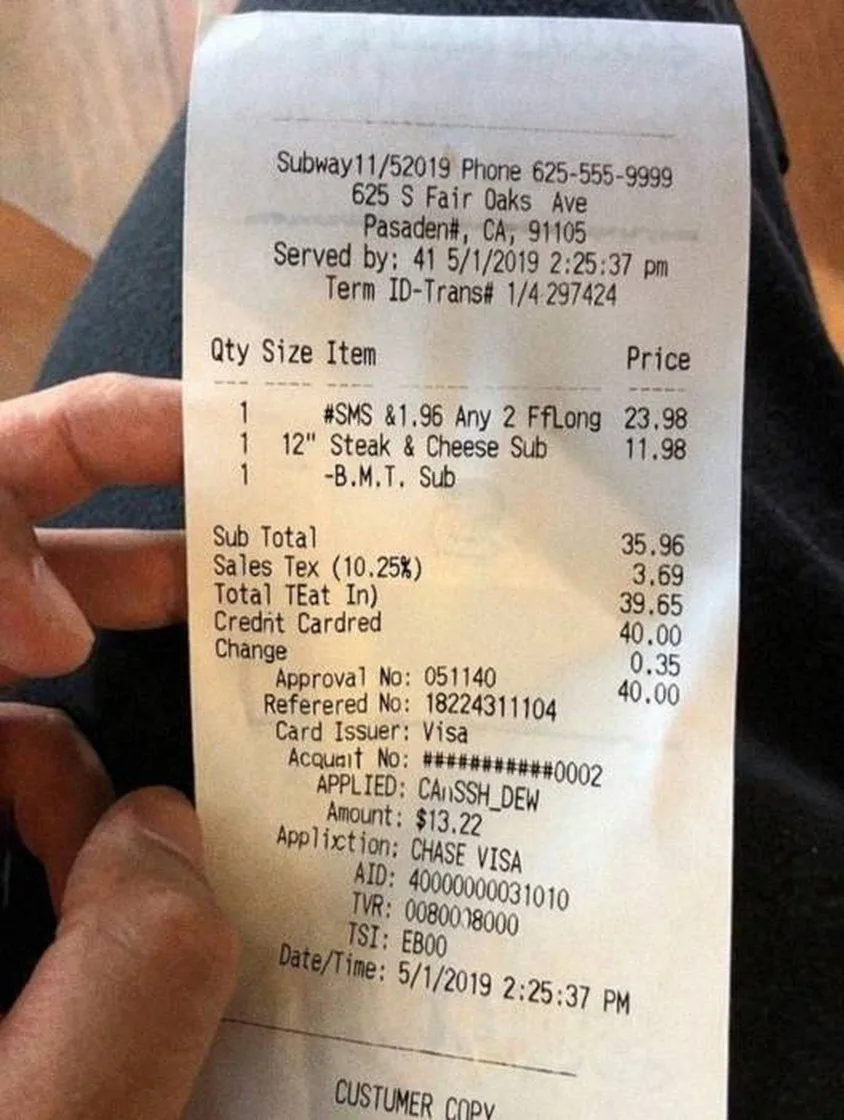 Subway11/52019 Phone 625-555-9999
625 S Fair Oaks Ave
Pasaden#, CA, 91105
Served by: 41 5/1/2019 2:25:37 pm
Term ID-Trans# 1/4 297424
Qty Size Item Price
1 #SMS &1.96 Any 2 FfLong 23.98
1 12" Steak & Cheese Sub 11.98
1 -B.M.T. Sub
Sub Total 35.96
Sales Tex (10.25%) 3.69
Total TEat In) 39.65
Crednt Cardred 40.00
Change 0.35
40.00
Approval No: 051140
Referered No: 18224311104
Card Issuer: Visa
Acquait No: ###########0002
APPLIED: CAnSSH_DEW
Amount: $13.22
Applixtion: CHASE VISA
AID: 40000000031010
TVR: 0080038000
TSI: EB00
Date/Time: 5/1/2019 2:25:37 PM
CUSTUMER COPY